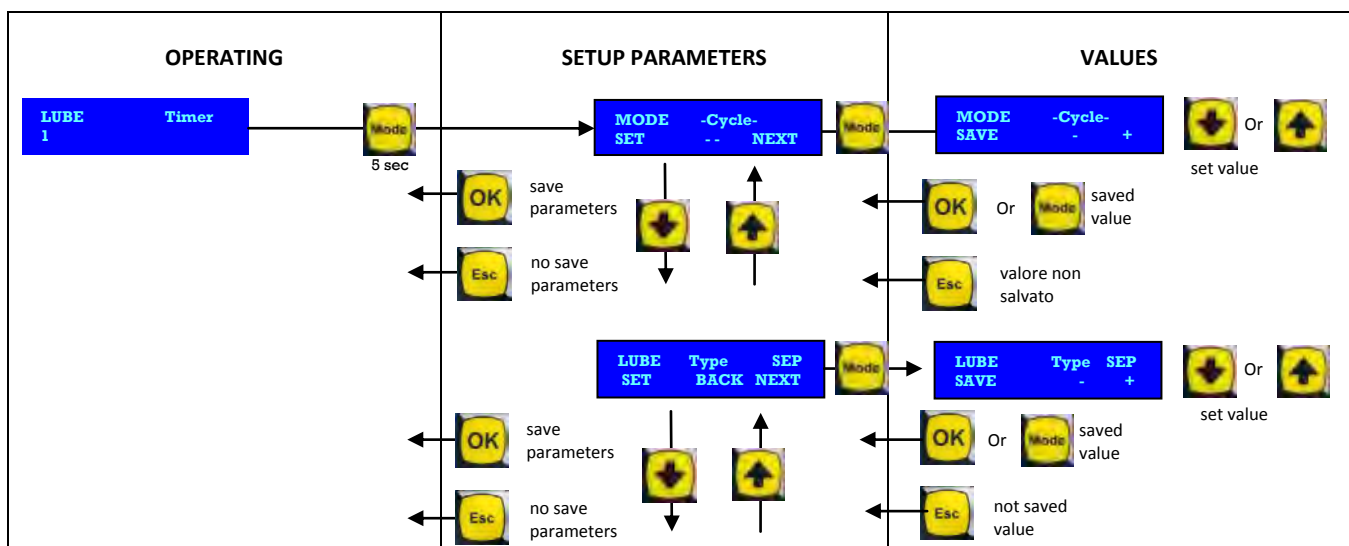 OPERATING
SETUP PARAMETERS
VALUES
LUBE Timer
1
Mode
5 sec
MODE -Cycle-
SET -- NEXT
Mode
MODE -Cycle-
SAVE - +
Or
set value
OK
save
parameters
OK Or Mode
saved
value
Esc
no save
parameters
Esc
valore non
salvato
LUBE Type SEP
SET BACK NEXT
Mode
LUBE Type SEP
SAVE - +
Or
set value
OK
save
parameters
OK Or Mode
saved
value
Esc
no save
parameters
Esc
not saved
value